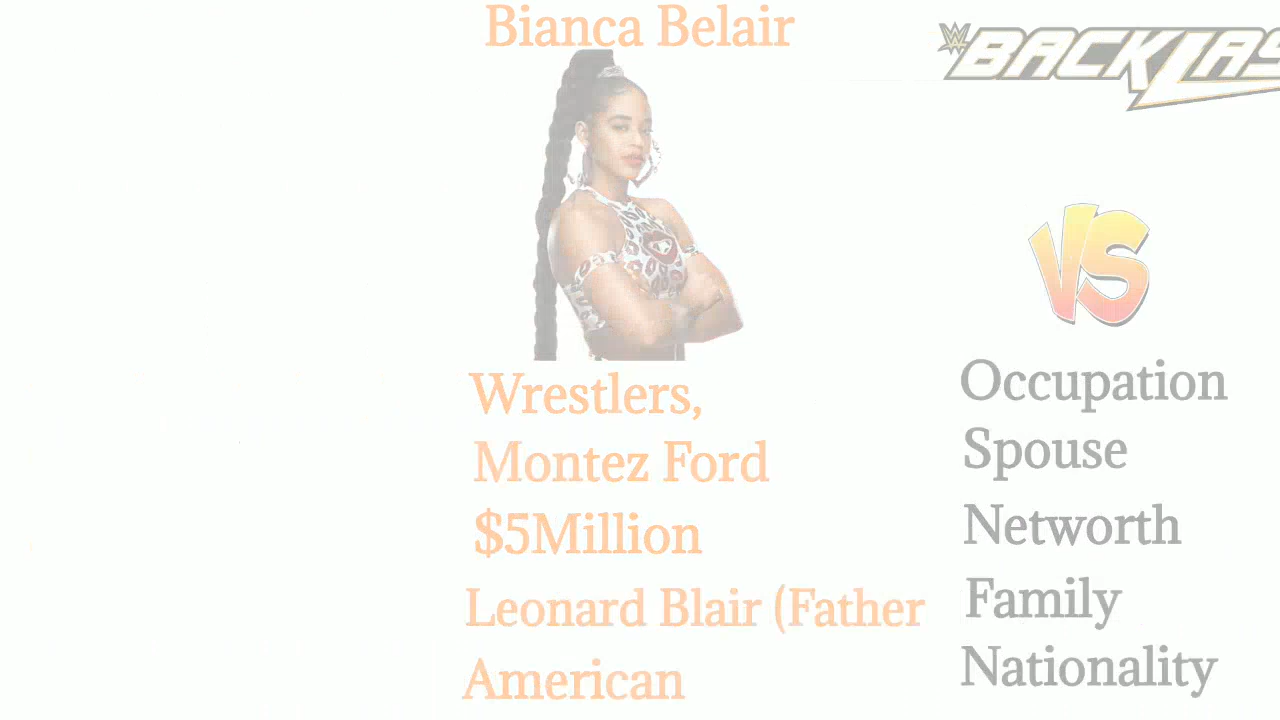 Bianca Belair
W BACKLAS
VS
Wrestlers,
Occupation
Montez Ford
Spouse
$5Million
Networth
Leonard Blair (Father
Family
American
Nationality